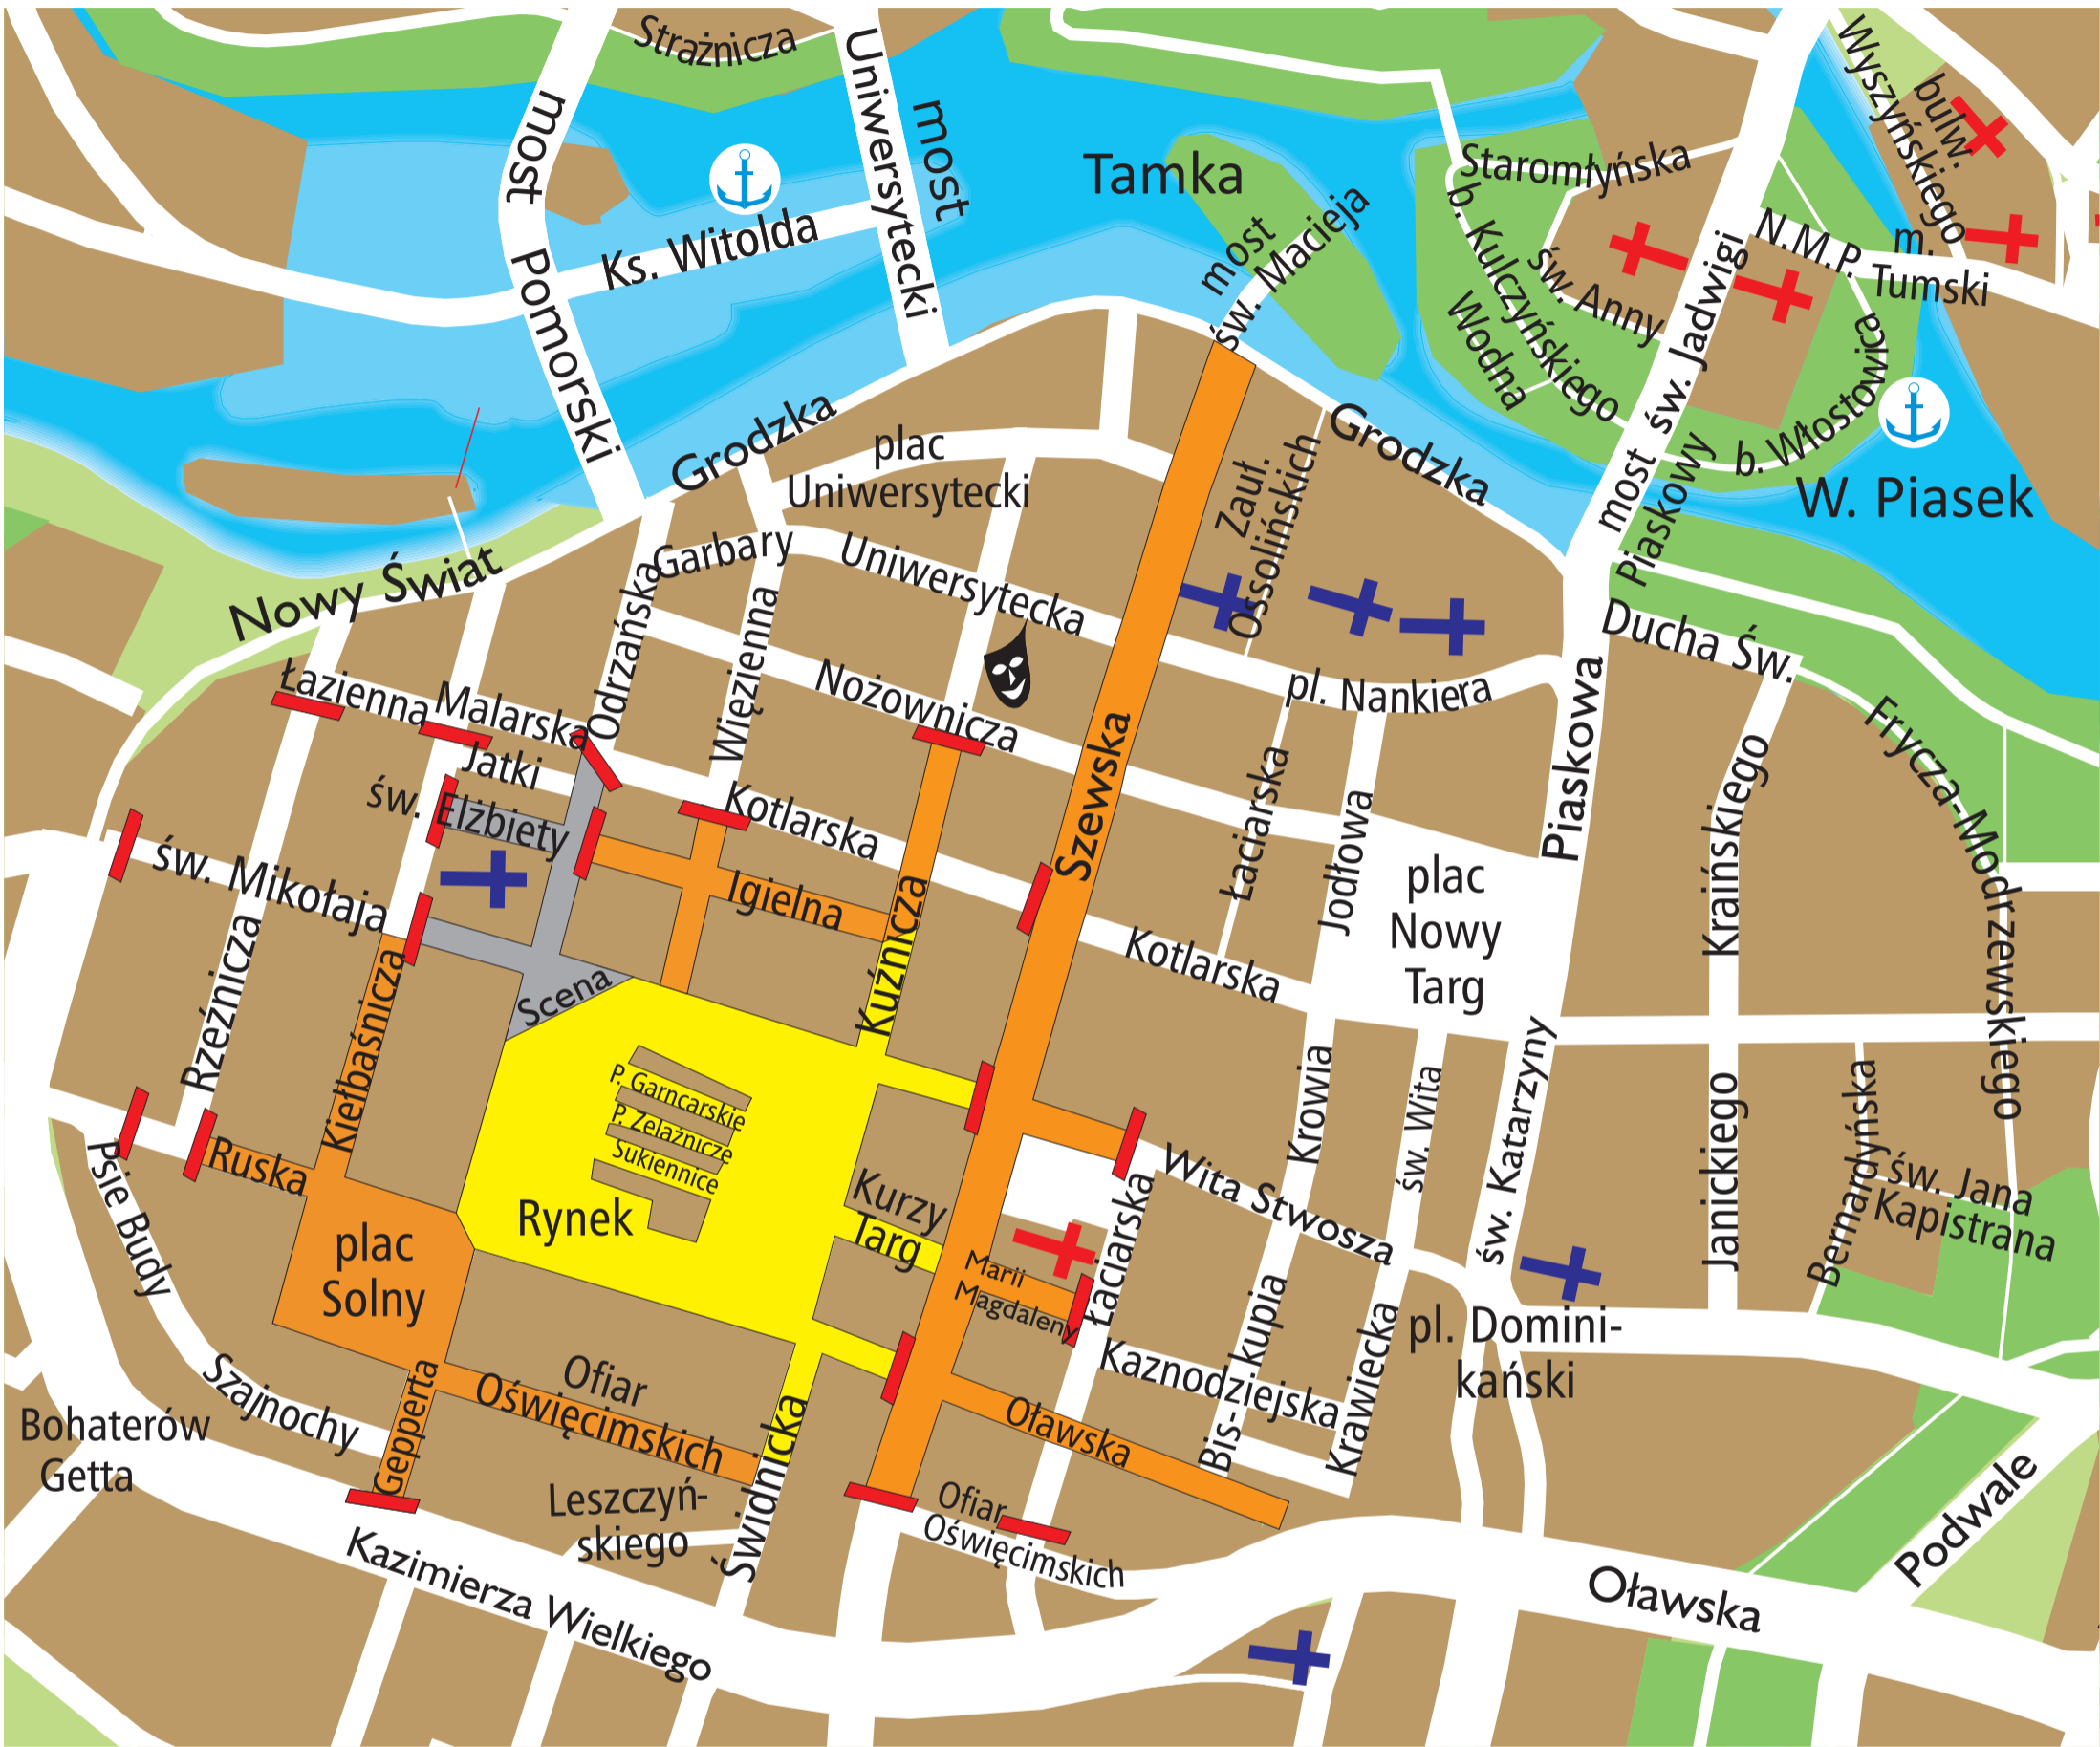 Strażnicza
most
Uniwersytecki
most
Pomorski
Ks. Witolda
Tamka
most
św. Macieja
Staromłyńska
b. Kulczyńskiego
Wodna
św. Anny
most św. Jadwigi
bulw.
Wyszyńskiego
N.M.P.
m.
Tumski
b. Włostowica
W. Piasek
Piaskowy
Grodzka
Grodzka
plac
Uniwersytecki
Zauł.
Ossolińskich
Nowy Świat
Garbary
Uniwersytecka
Odrzańska
Więzienna
Nożownicza
Łazienna
Malarska
Jatki
św. Elżbiety
św. Mikołaja
Kotlarska
Igielna
Kuźnicza
Szewska
pl. Nankiera
Łaciarska
Jodłowa
Piaskowa
Ducha Św.
Kraińskiego
Frycza-Modrzewskiego
plac
Nowy
Targ
Kotlarska
Rzeźnicza
Kiełbaśnicza
Scena
P. Garncarskie
P. Żelaźnicze
Sukiennice
Rynek
Ruska
Psie Budy
plac
Solny
Kurzy
Targ
Marii
Magdaleny
Łaciarska
Wita Stwosza
Krowia
św. Wita
św. Katarzyny
Janickiego
Bernardyńska
św. Jana
Kapistrana
pl. Domini-
kański
Bis-kupia
Krawiecka
Kaznodziejska
Szajnochy
Gepperta
Ofiar
Oświęcimskich
Świdnicka
Oławska
Bohaterów
Getta
Leszczyń-
skiego
Ofiar
Oświęcimskich
Kazimierza Wielkiego
Oławska
Podwale